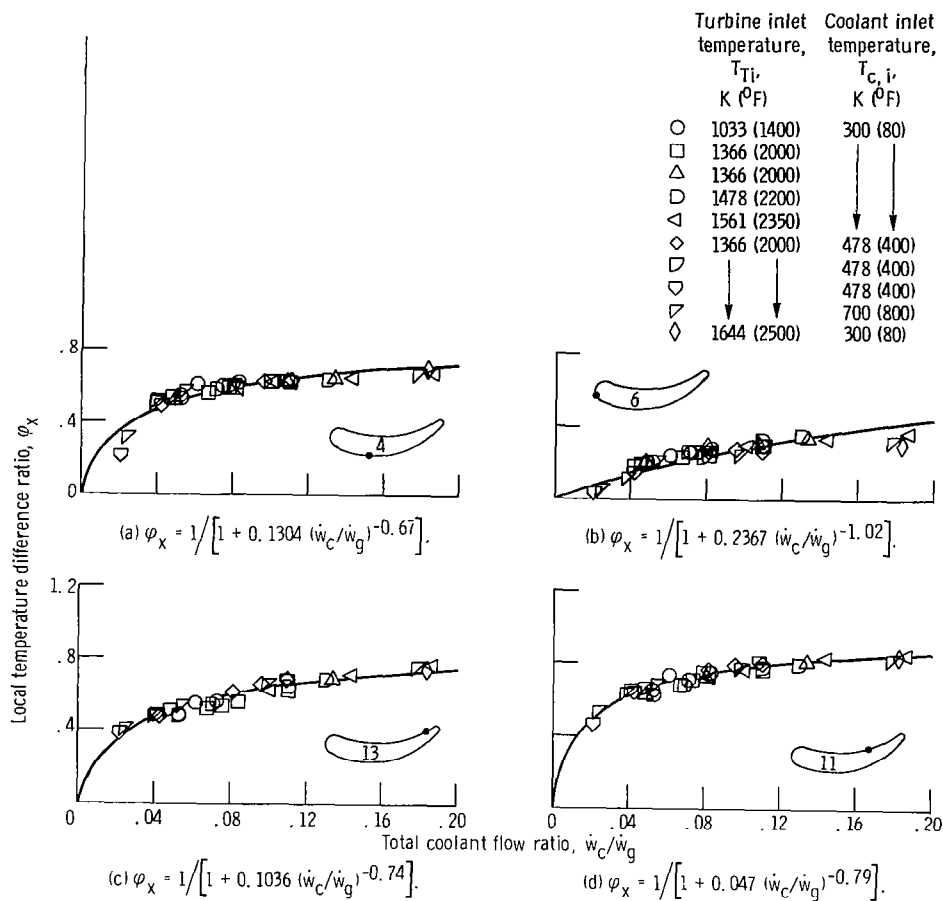 Turbine inlet temperature, T_Ti, K (⁰F)
Coolant inlet temperature, T_c, i, K (⁰F)
1033 (1400) 300 (80)
1366 (2000)
1366 (2000)
1478 (2200)
1561 (2350)
1366 (2000) 478 (400)
478 (400)
478 (400)
700 (800)
1644 (2500) 300 (80)
Local temperature difference ratio, φ_x
.8
.4
0
4
6
(a) φ_x = 1/[1 + 0.1304 (ẇ_c/ẇ_g)^-0.67].
(b) φ_x = 1/[1 + 0.2367 (ẇ_c/ẇ_g)^-1.02].
1.2
.8
.4
0
13
11
0 .04 .08 .12 .16 .20
0 .04 .08 .12 .16 .20
Total coolant flow ratio, ẇ_c/ẇ_g
(c) φ_x = 1/[1 + 0.1036 (ẇ_c/ẇ_g)^-0.74].
(d) φ_x = 1/[1 + 0.047 (ẇ_c/ẇ_g)^-0.79].